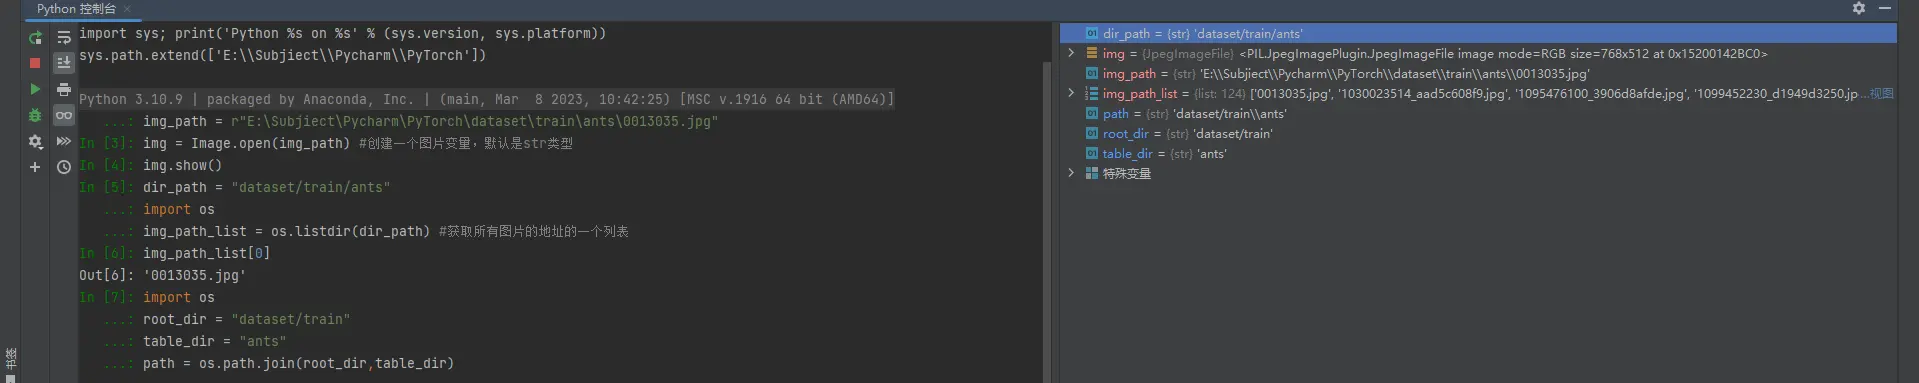 Python 控制台 ×
import sys; print('Python %s on %s' % (sys.version, sys.platform))
sys.path.extend(['E:\\Subjiect\\Pycharm\\PyTorch'])
Python 3.10.9 | packaged by Anaconda, Inc. | (main, Mar  8 2023, 10:42:25) [MSC v.1916 64 bit (AMD64)]
...: img_path = r"E:\Subjiect\Pycharm\PyTorch\dataset\train\ants\0013035.jpg"
In [3]: img = Image.open(img_path) #创建一个图片变量，默认是str类型
In [4]: img.show()
In [5]: dir_path = "dataset/train/ants"
...: import os
...: img_path_list = os.listdir(dir_path) #获取所有图片的地址的一个列表
In [6]: img_path_list[0]
Out[6]: '0013035.jpg'
In [7]: import os
...: root_dir = "dataset/train"
...: table_dir = "ants"
...: path = os.path.join(root_dir,table_dir)
dir_path = {str} 'dataset/train/ants'
img = {JpegImageFile} <PIL.JpegImagePlugin.JpegImageFile image mode=RGB size=768x512 at 0x15200142BC0>
img_path = {str} 'E:\\Subjiect\\Pycharm\\PyTorch\\dataset\\train\\ants\\0013035.jpg'
img_path_list = {list: 124} ['0013035.jpg', '1030023514_aad5c608f9.jpg', '1095476100_3906d8afde.jpg', '1099452230_d1949d3250.jp...视图
path = {str} 'dataset/train\\ants'
root_dir = {str} 'dataset/train'
table_dir = {str} 'ants'
特殊变量
书签